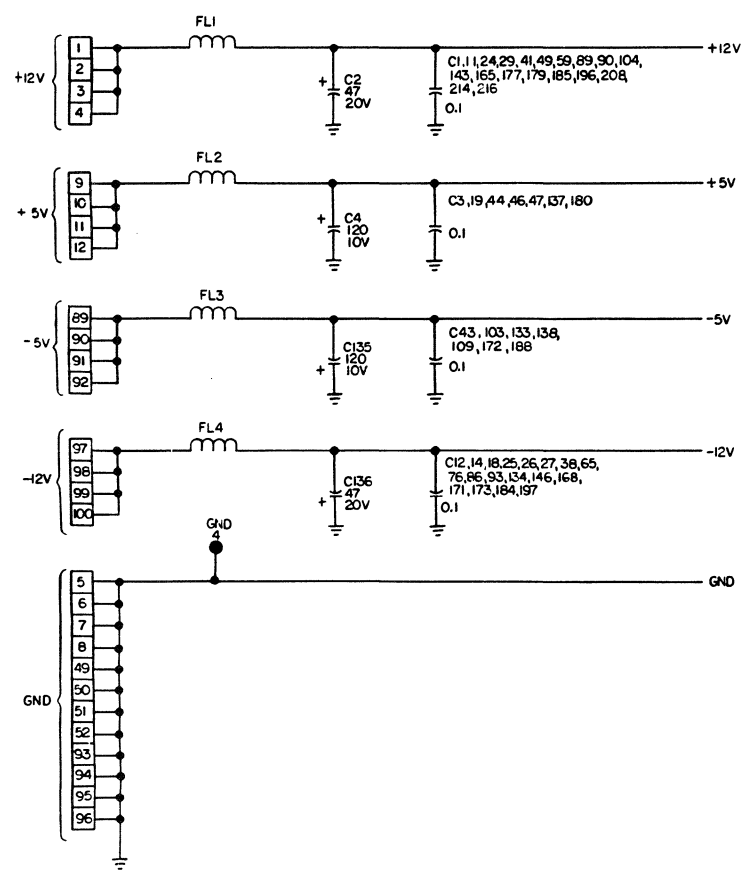 FL1
1
2
3
4
+12V
+12V
+ C2
47
20V
C1,11,24,29,41,49,59,89,90,104,
143,165,177,179,185,196,208,
214,216
0.1
FL2
9
10
11
12
+ 5V
+5V
+ C4
120
10V
C3,19,44,46,47,137,180
0.1
FL3
89
90
91
92
-5V
-5V
C135
120
+ 10V
C43,103,133,138,
109,172,188
0.1
FL4
97
98
99
100
-12V
-12V
C136
47
+ 20V
C12,14,18,25,26,27,38,65,
76,86,93,134,146,168,
171,173,184,197
0.1
GND
4
5
6
7
8
49
50
51
52
93
94
95
96
GND
GND